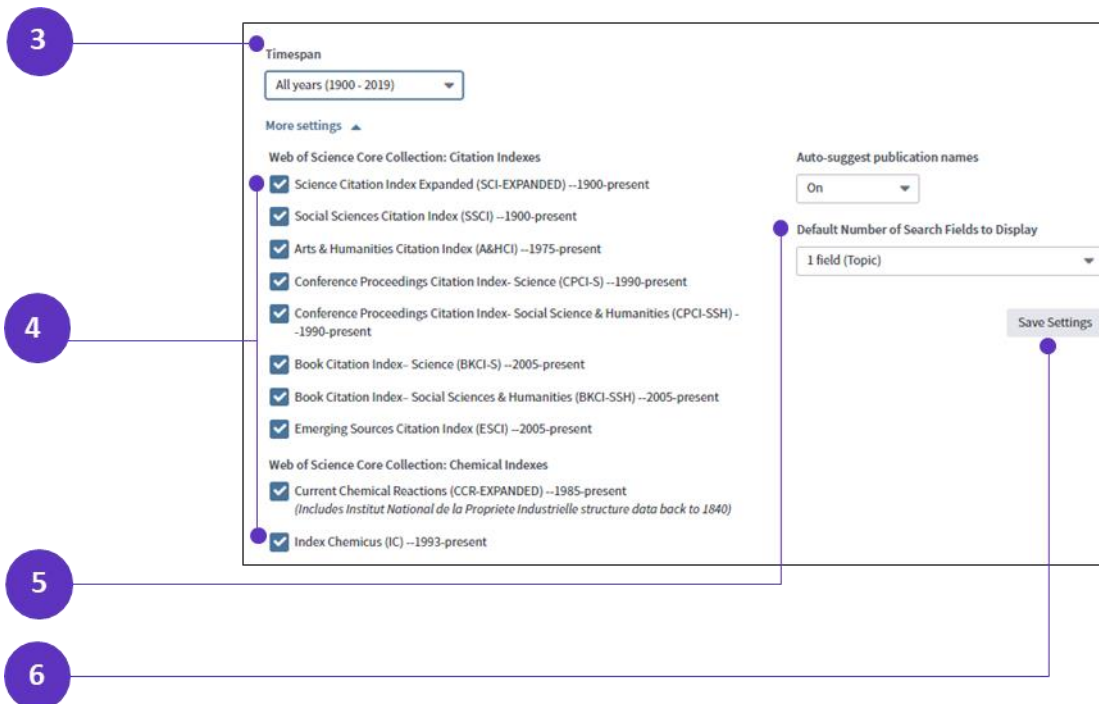 3
Timespan
All years (1900 - 2019)
More settings
Web of Science Core Collection: Citation Indexes
Science Citation Index Expanded (SCI-EXPANDED) --1900-present
Social Sciences Citation Index (SSCI) --1900-present
Arts & Humanities Citation Index (A&HCI) --1975-present
Conference Proceedings Citation Index- Science (CPCI-S) --1990-present
4
Conference Proceedings Citation Index- Social Science & Humanities (CPCI-SSH) -
-1990-present
Book Citation Index– Science (BKCI-S) --2005-present
Book Citation Index– Social Sciences & Humanities (BKCI-SSH) --2005-present
Emerging Sources Citation Index (ESCI) --2005-present
Web of Science Core Collection: Chemical Indexes
Current Chemical Reactions (CCR-EXPANDED) --1985-present
(Includes Institut National de la Propriete Industrielle structure data back to 1840)
Index Chemicus (IC) --1993-present
Auto-suggest publication names
On
Default Number of Search Fields to Display
1 field (Topic)
Save Settings
5
6